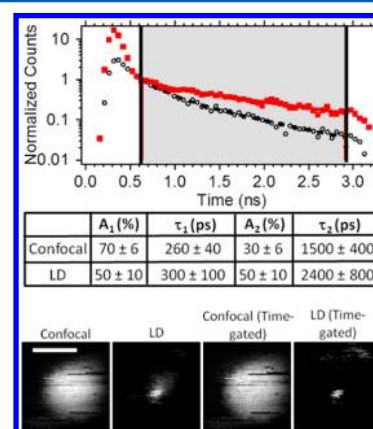 Normalized Counts
10
1
0.1
0.01
0.0 0.5 1.0 1.5 2.0 2.5 3.0
Time (ns)
A1(%) τ1(ps) A2(%) τ2(ps)
Confocal 70 ± 6 260 ± 40 30 ± 6 1500 ± 400
LD 50 ± 10 300 ± 100 50 ± 10 2400 ± 800
Confocal LD Confocal (Time-gated) LD (Time-gated)